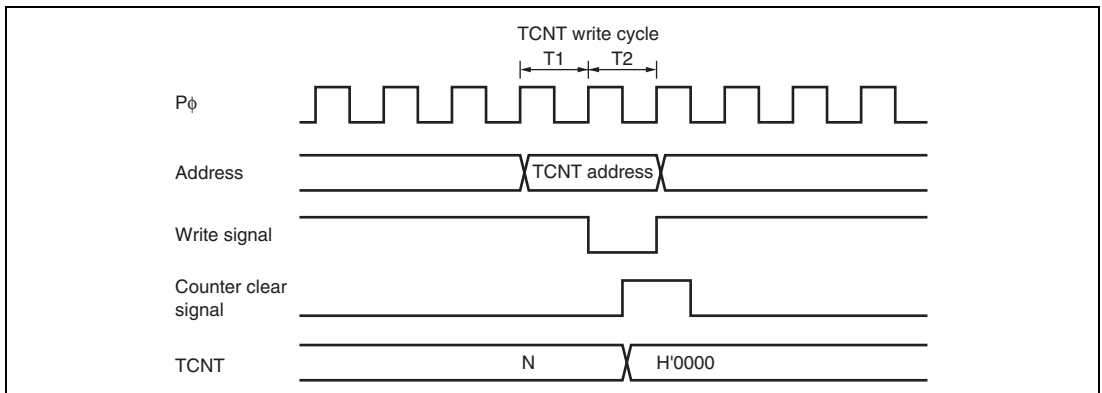 TCNT write cycle
T1 T2
Pϕ
Address
TCNT address
Write signal
Counter clear
signal
TCNT
N
H'0000